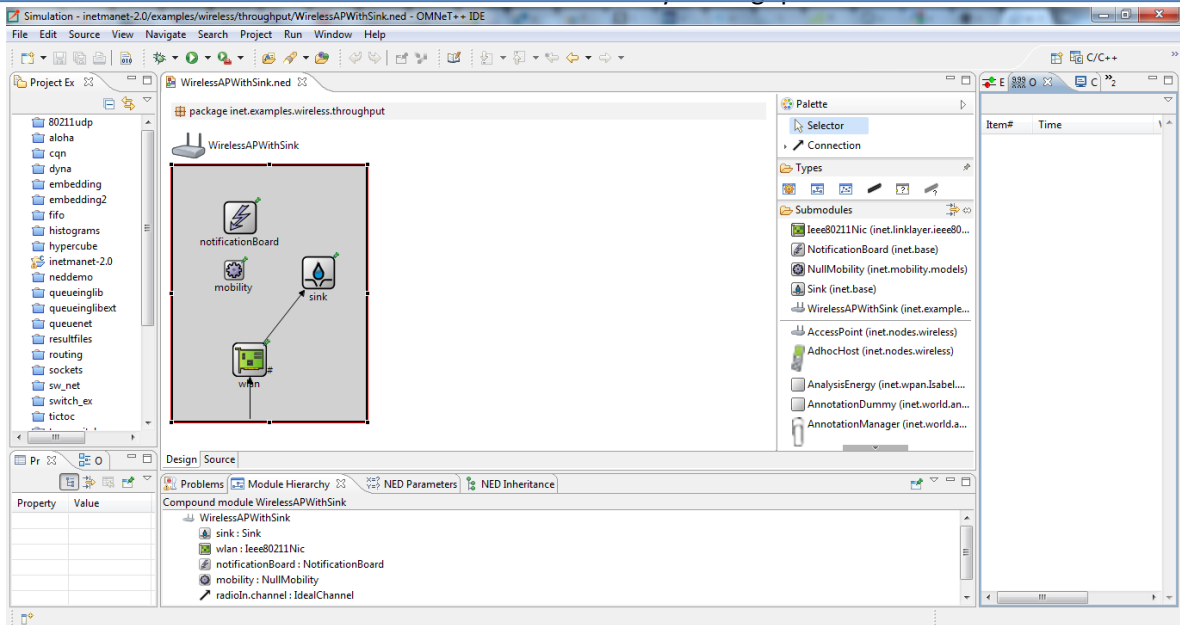 Simulation - inetmanet-2.0/examples/wireless/throughput/WirelessAPWithSink.ned - OMNeT++ IDE
File Edit Source View Navigate Search Project Run Window Help
C/C++
Project Ex
80211udp
aloha
cqn
dyna
embedding
embedding2
fifo
histograms
hypercube
inetmanet-2.0
neddemo
queueinglib
queueinglibext
queuenet
resultfiles
routing
sockets
sw_net
switch_ex
tictoc
WirelessAPWithSink.ned
package inet.examples.wireless.throughput
WirelessAPWithSink
notificationBoard
mobility
sink
wlan
#
Design Source
Palette
Selector
Connection
Types
Submodules
Ieee80211Nic (inet.linklayer.ieee80...
NotificationBoard (inet.base)
NullMobility (inet.mobility.models)
Sink (inet.base)
WirelessAPWithSink (inet.example...
AccessPoint (inet.nodes.wireless)
AdhocHost (inet.nodes.wireless)
AnalysisEnergy (inet.wpan.Isabel....
AnnotationDummy (inet.world.an...
AnnotationManager (inet.world.a...
E O C »2
Item# Time
Pr O
Property Value
Problems Module Hierarchy NED Parameters NED Inheritance
Compound module WirelessAPWithSink
WirelessAPWithSink
sink : Sink
wlan : Ieee80211Nic
notificationBoard : NotificationBoard
mobility : NullMobility
radioIn.channel : IdealChannel